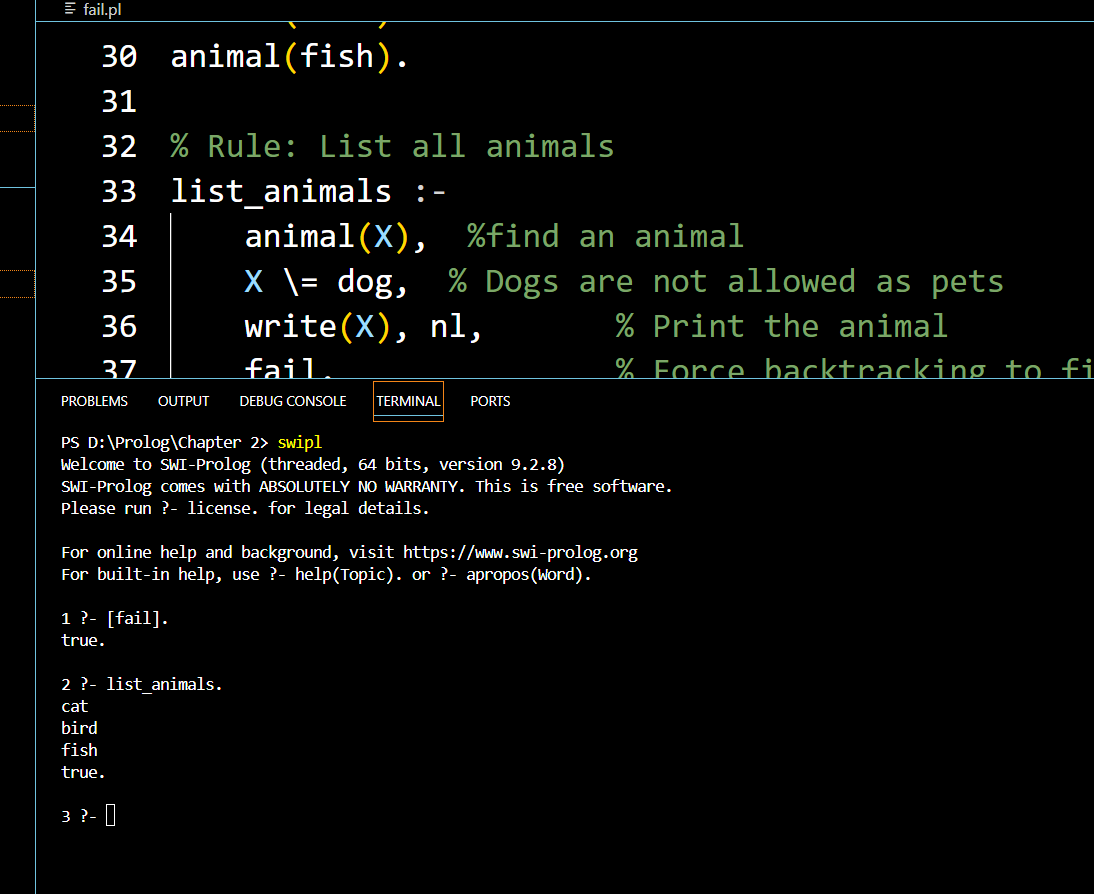 fail.pl
30 animal(fish).
31
32 % Rule: List all animals
33 list_animals :-
34 animal(X), %find an animal
35 X \= dog, % Dogs are not allowed as pets
36 write(X), nl, % Print the animal
37 fail. % Force backtracking to fi
PROBLEMS OUTPUT DEBUG CONSOLE TERMINAL PORTS
PS D:\Prolog\Chapter 2> swipl
Welcome to SWI-Prolog (threaded, 64 bits, version 9.2.8)
SWI-Prolog comes with ABSOLUTELY NO WARRANTY. This is free software.
Please run ?- license. for legal details.
For online help and background, visit https://www.swi-prolog.org
For built-in help, use ?- help(Topic). or ?- apropos(Word).
1 ?- [fail].
true.
2 ?- list_animals.
cat
bird
fish
true.
3 ?-